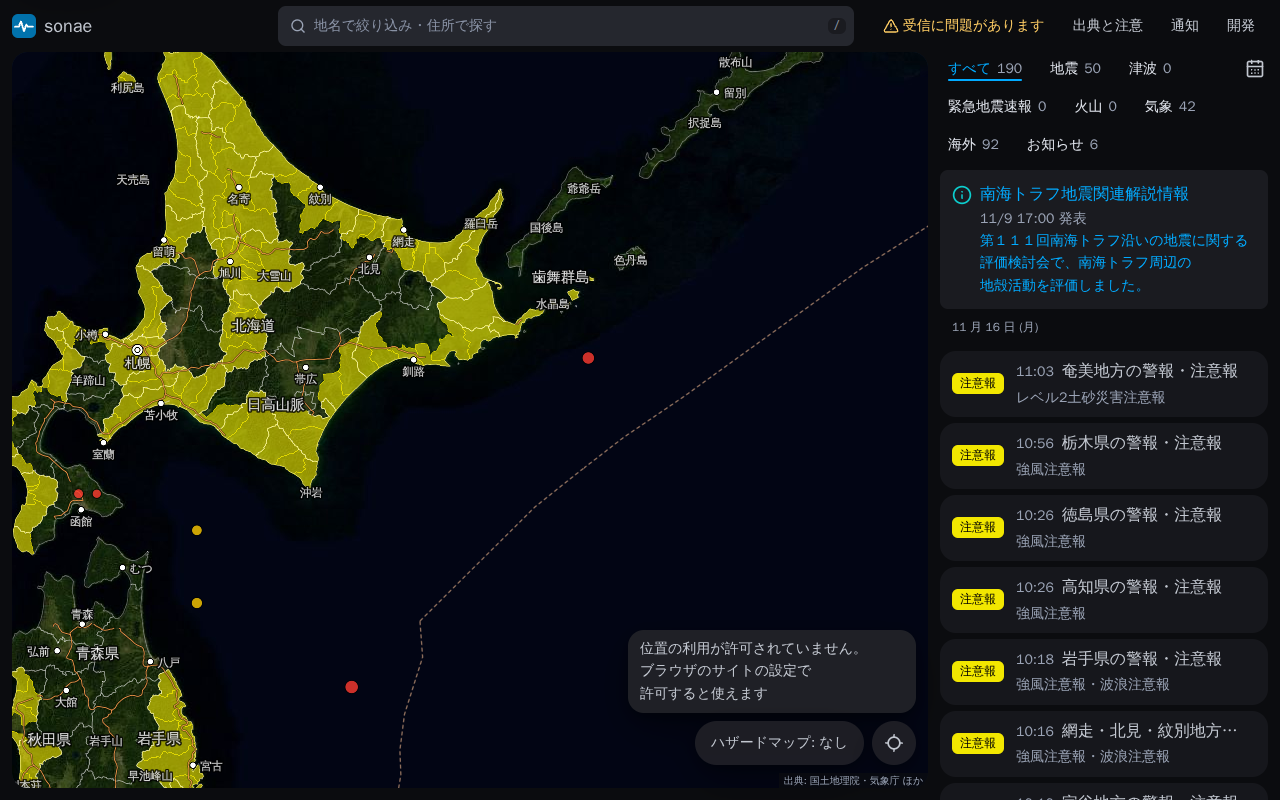 sonae
地名で絞り込み・住所で探す
/
受信に問題があります
出典と注意
通知
開発
すべて 190
地震 50
津波 0
緊急地震速報 0
火山 0
気象 42
海外 92
お知らせ 6
南海トラフ地震関連解説情報
11/9 17:00 発表
第１１１回南海トラフ沿いの地震に関する
評価検討会で、南海トラフ周辺の
地殻活動を評価しました。
11 月 16 日 (月)
注意報
11:03 奄美地方の警報・注意報
レベル2土砂災害注意報
注意報
10:56 栃木県の警報・注意報
強風注意報
注意報
10:26 徳島県の警報・注意報
強風注意報
注意報
10:26 高知県の警報・注意報
強風注意報
注意報
10:18 岩手県の警報・注意報
強風注意報・波浪注意報
注意報
10:16 網走・北見・紋別地方…
強風注意報・波浪注意報
散布山
利尻島
留別
択捉島
天売島
爺爺岳
名寄
紋別
羅臼岳
国後島
網走
留萌
色丹島
北見
旭川
大雪山
歯舞群島
水晶島
北海道
小樽
札幌
釧路
羊蹄山
帯広
日高山脈
苫小牧
室蘭
沖岩
函館
むつ
青森
弘前
青森県
八戸
大館
秋田県
岩手山
岩手県
宮古
早池峰山
本荘
位置の利用が許可されていません。
ブラウザのサイトの設定で
許可すると使えます
ハザードマップ: なし
出典: 国土地理院・気象庁 ほか